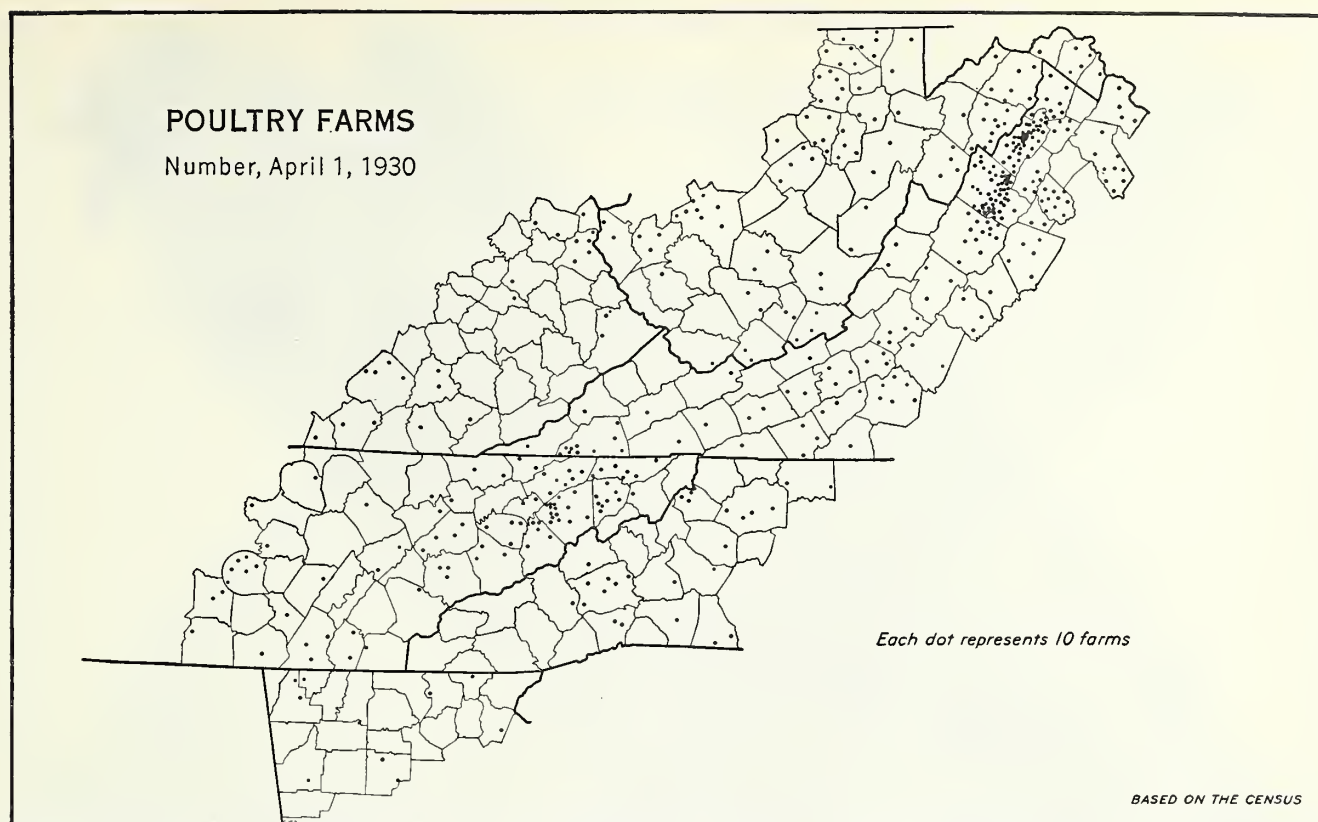 POULTRY FARMS
Number, April 1, 1930
Each dot represents 10 farms
BASED ON THE CENSUS